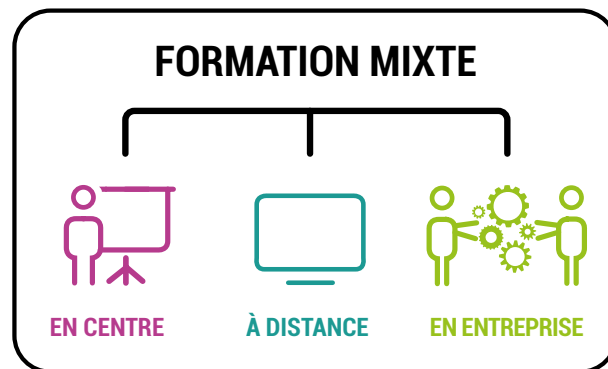 FORMATION MIXTE
EN CENTRE
À DISTANCE
EN ENTREPRISE